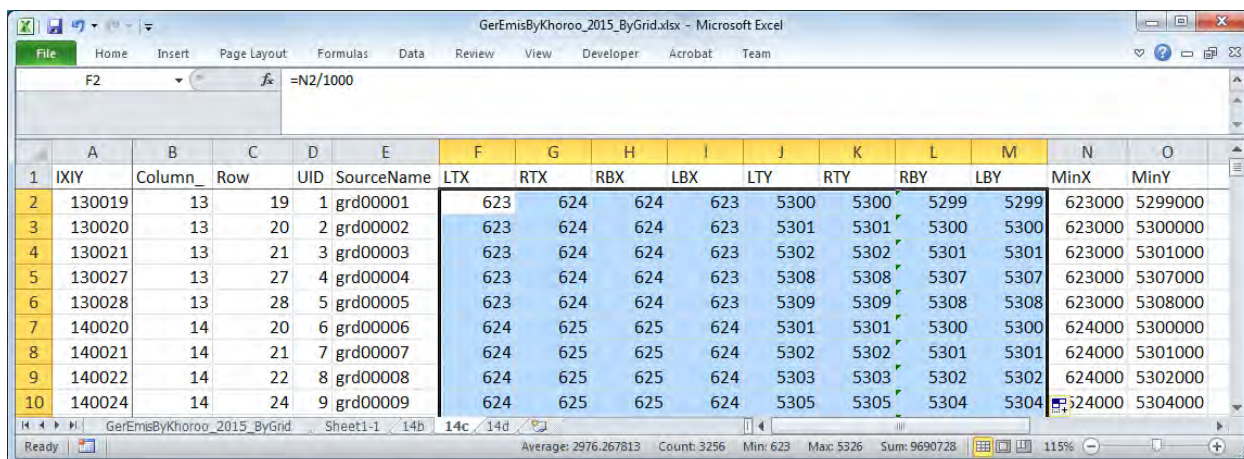 GerEmisByKhoroo_2015_ByGrid.xlsx - Microsoft Excel
File Home Insert Page Layout Formulas Data Review View Developer Acrobat Team
F2 fx =N2/1000
A B C D E F G H I J K L M N O
1 IXIY Column_ Row UID SourceName LTX RTX RBX LBX LTY RTY RBY LBY MinX MinY
2 130019 13 19 1 grd00001 623 624 624 623 5300 5300 5299 5299 623000 5299000
3 130020 13 20 2 grd00002 623 624 624 623 5301 5301 5300 5300 623000 5300000
4 130021 13 21 3 grd00003 623 624 624 623 5302 5302 5301 5301 623000 5301000
5 130027 13 27 4 grd00004 623 624 624 623 5308 5308 5307 5307 623000 5307000
6 130028 13 28 5 grd00005 623 624 624 623 5309 5309 5308 5308 623000 5308000
7 140020 14 20 6 grd00006 624 625 625 624 5301 5301 5300 5300 624000 5300000
8 140021 14 21 7 grd00007 624 625 625 624 5302 5302 5301 5301 624000 5301000
9 140022 14 22 8 grd00008 624 625 625 624 5303 5303 5302 5302 624000 5302000
10 140024 14 24 9 grd00009 624 625 625 624 5305 5305 5304 5304 624000 5304000
GerEmisByKhoroo_2015_ByGrid Sheet1-1 14b 14c 14d
Ready Average: 2976.267813 Count: 3256 Min: 623 Max: 5326 Sum: 9690728 115%